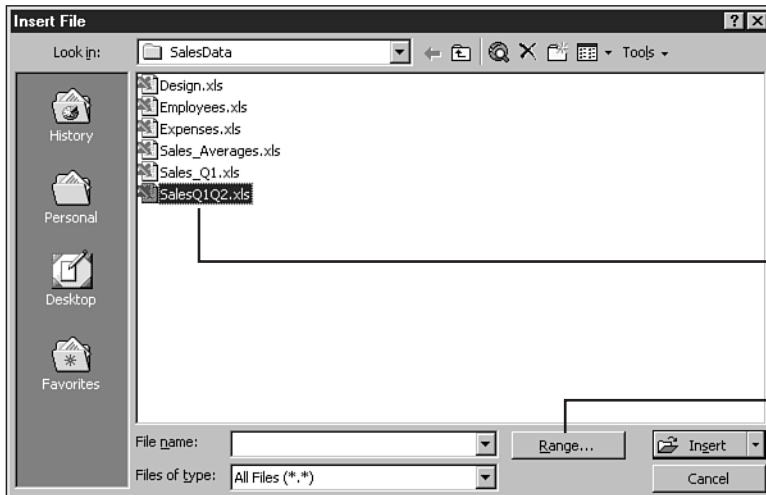 Insert File
Look in:
SalesData
Tools
History
Personal
Desktop
Favorites
Design.xls
Employees.xls
Expenses.xls
Sales_Averages.xls
Sales_Q1.xls
SalesQ1Q2.xls
File name:
Range...
Insert
Files of type:
All Files (*.*)
Cancel